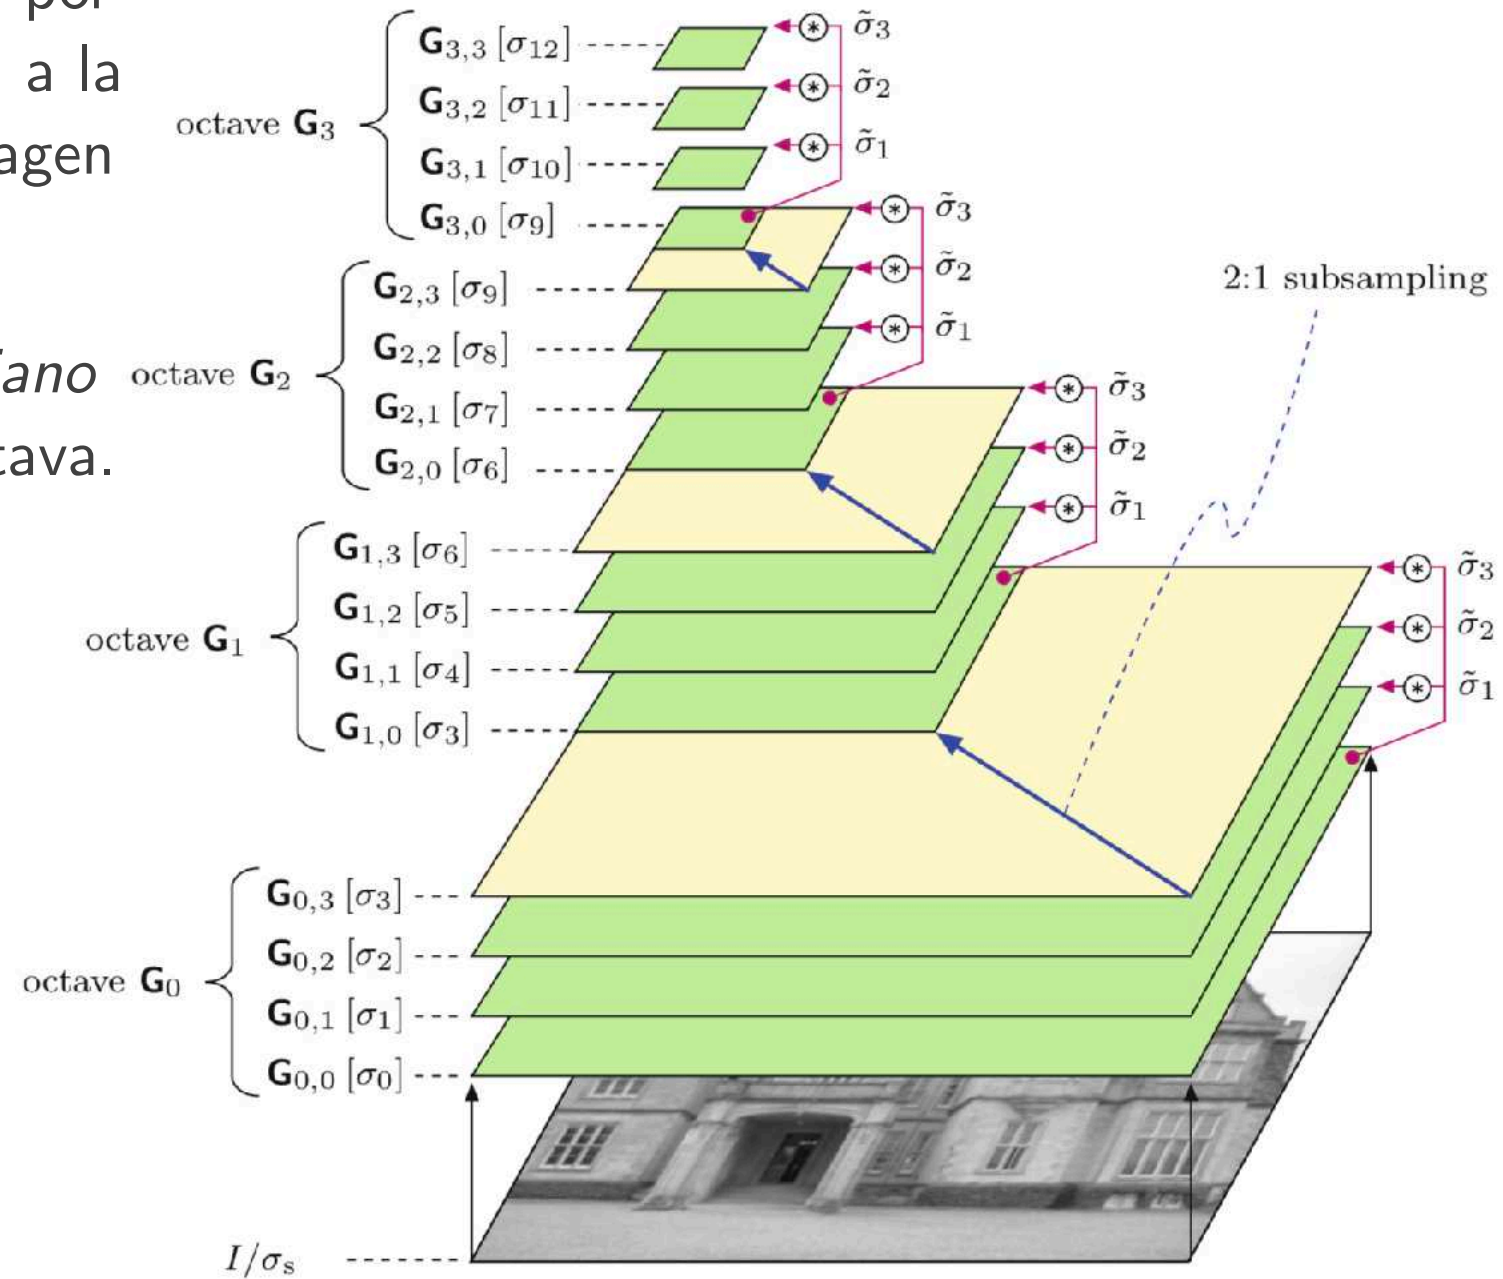 por
a la
agen
iano
tava.
G3,3 [σ12]
G3,2 [σ11]
octave G3
G3,1 [σ10]
G3,0 [σ9]
G2,3 [σ9]
G2,2 [σ8]
octave G2
G2,1 [σ7]
G2,0 [σ6]
G1,3 [σ6]
G1,2 [σ5]
octave G1
G1,1 [σ4]
G1,0 [σ3]
G0,3 [σ3]
G0,2 [σ2]
octave G0
G0,1 [σ1]
G0,0 [σ0]
I/σs
* σ̃3
* σ̃2
* σ̃1
* σ̃3
* σ̃2
* σ̃1
* σ̃3
* σ̃2
* σ̃1
2:1 subsampling
* σ̃3
* σ̃2
* σ̃1